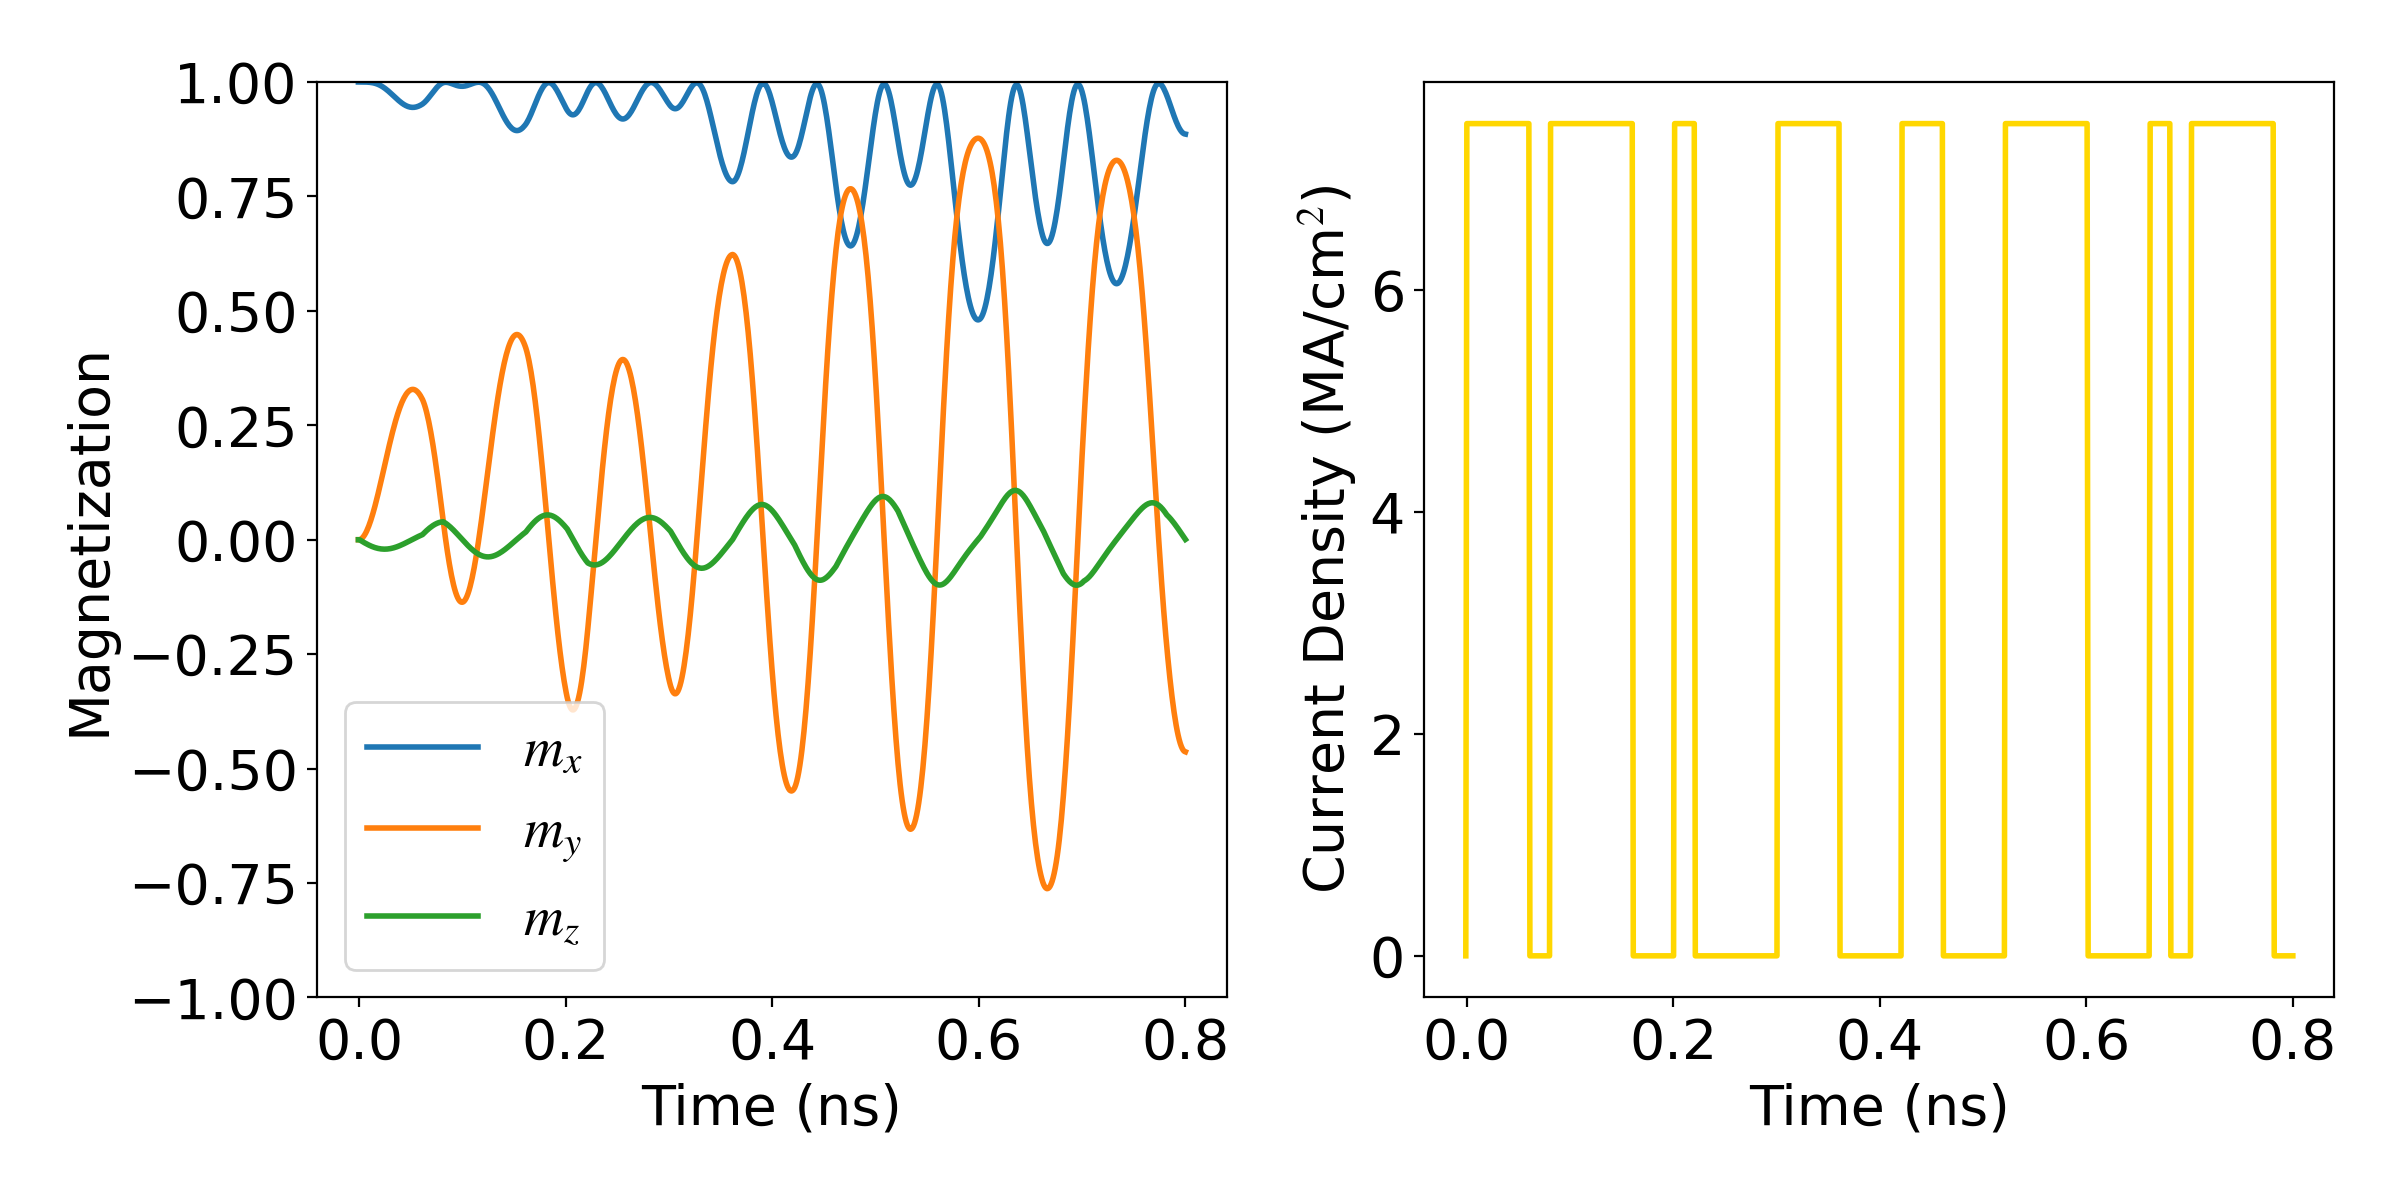 Magnetization
1.00
0.75
0.50
0.25
0.00
−0.25
−0.50
−0.75
−1.00
0.0 0.2 0.4 0.6 0.8
Time (ns)
m_x
m_y
m_z
Current Density (MA/cm²)
6
4
2
0
0.0 0.2 0.4 0.6 0.8
Time (ns)